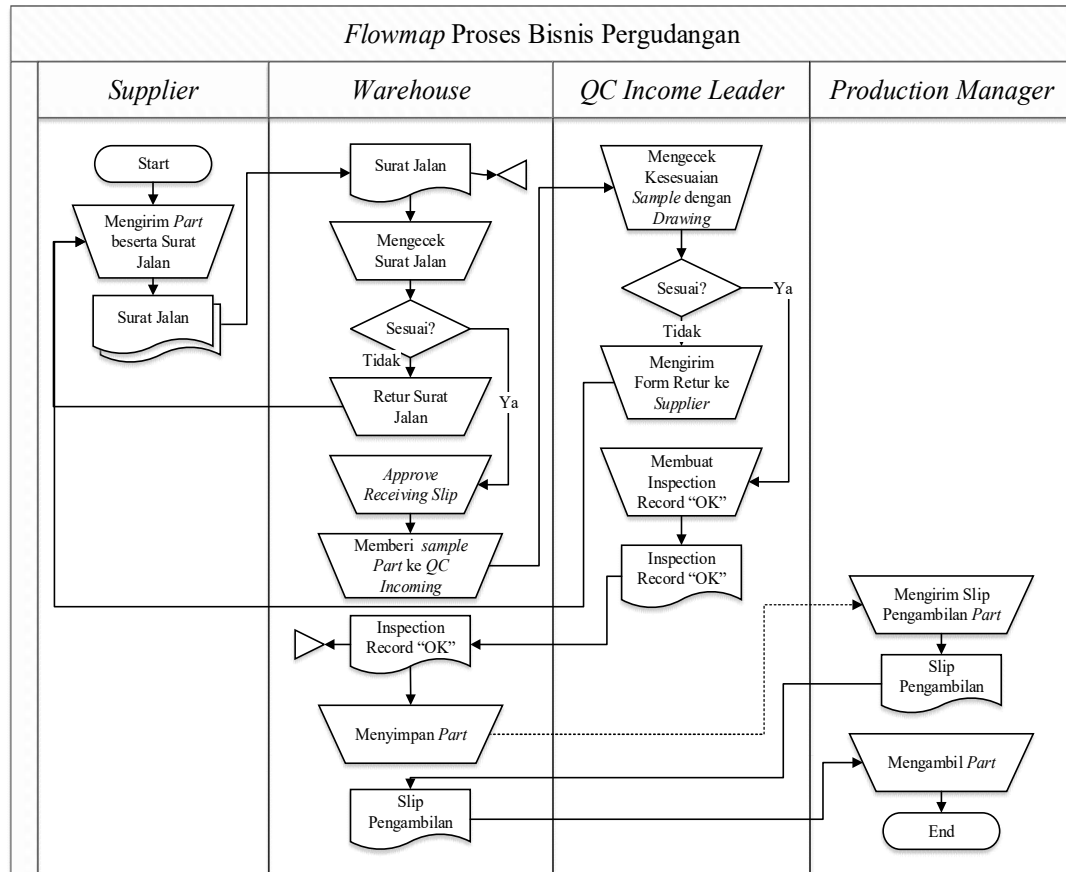 Flowmap Proses Bisnis Pergudangan
Supplier
Warehouse
QC Income Leader
Production Manager
Start
Mengirim Part
beserta Surat
Jalan
Surat Jalan
Surat Jalan
Mengecek
Surat Jalan
Sesuai?
Tidak
Ya
Retur Surat
Jalan
Approve
Receiving Slip
Memberi sample
Part ke QC
Incoming
Inspection
Record “OK”
Menyimpan Part
Slip
Pengambilan
Mengecek
Kesesuaian
Sample dengan
Drawing
Sesuai?
Ya
Tidak
Mengirim
Form Retur ke
Supplier
Membuat
Inspection
Record “OK”
Inspection
Record “OK”
Mengirim Slip
Pengambilan Part
Slip
Pengambilan
Mengambil Part
End